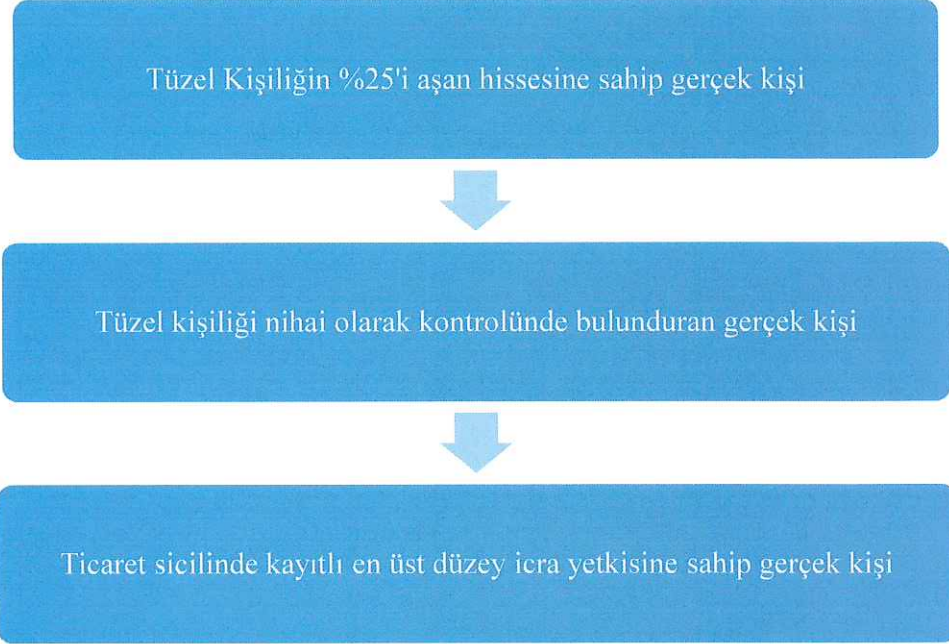 Tüzel Kişiliğin %25'i aşan hissesine sahip gerçek kişi
Tüzel kişiliği nihai olarak kontrolünde bulunduran gerçek kişi
Ticaret sicilinde kayıtlı en üst düzey icra yetkisine sahip gerçek kişi